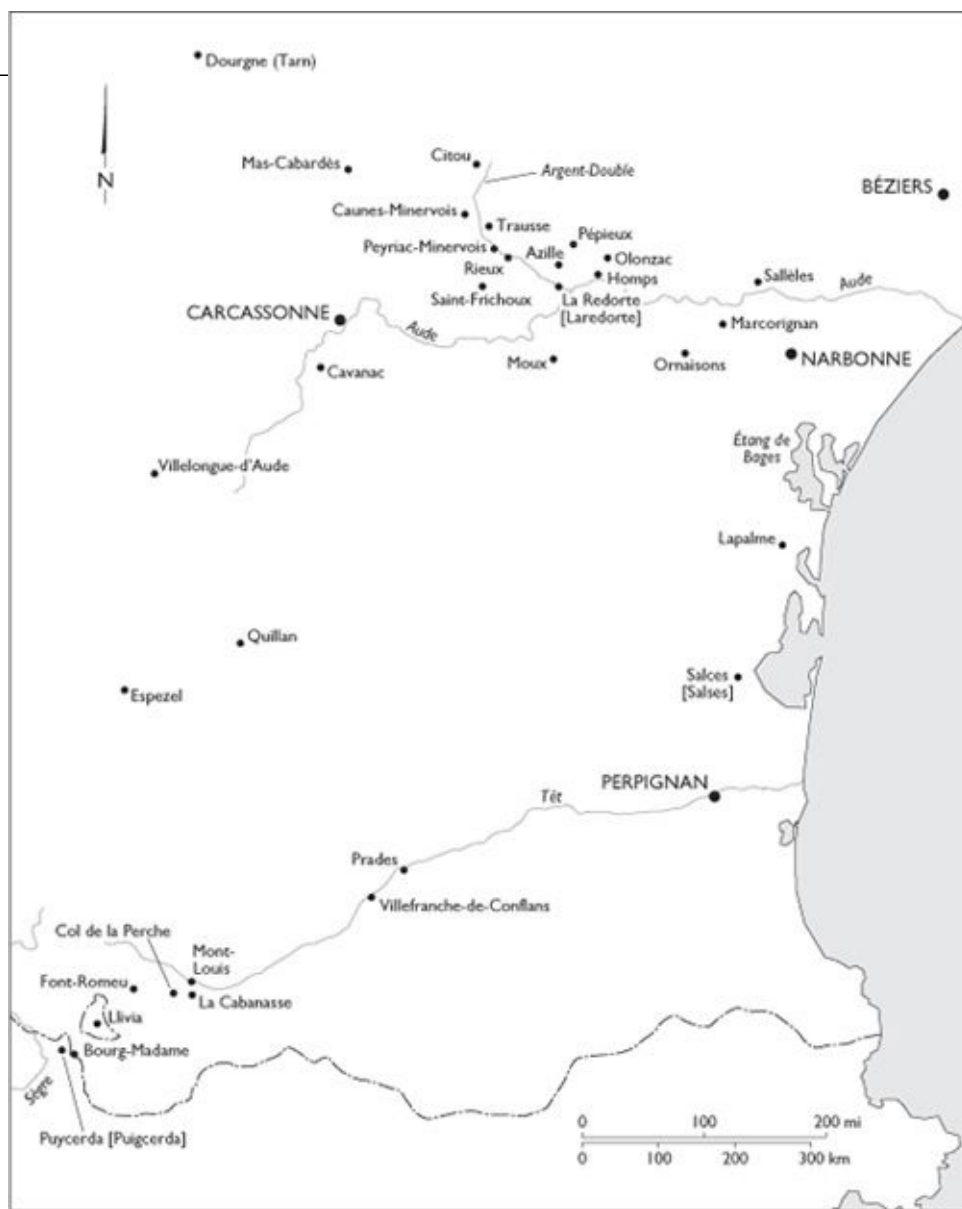 Dourgne (Tarn)
N
Mas-Cabardès
Citou
Argent-Double
BÉZIERS
Caunes-Minervois
Trausse
Pépieux
Peyriac-Minervois
Azille
Olonzac
Rieux
Homps
Sallèles
Aude
Saint-Frichoux
La Redorte
[Laredorte]
CARCASSONNE
Aude
Marcorignan
Moux
Ornaisons
NARBONNE
Cavanac
Étang de
Bages
Villelongue-d'Aude
Lapalme
Quillan
Salces
[Salses]
Espezel
PERPIGNAN
Têt
Prades
Villefranche-de-Conflans
Col de la Perche
Mont-
Louis
Font-Romeu
La Cabanasse
Llivia
Bourg-Madame
Sègre
Puycerda [Puigcerda]
0 100 200 mi
0 100 200 300 km